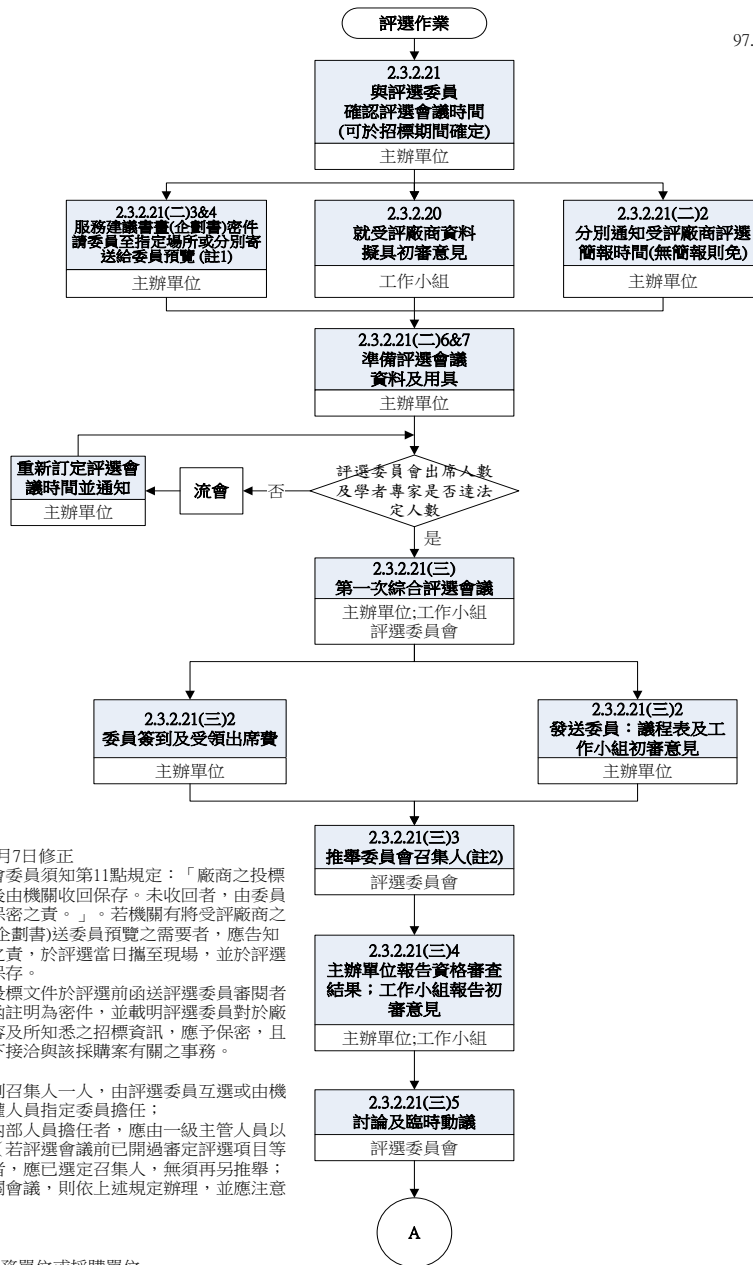 評選作業
97.
2.3.2.21
與評選委員
確認評選會議時間
(可於招標期間確定)
主辦單位
2.3.2.21(二)3&4
服務建議書畫(企劃書)密件
請委員至指定場所或分別寄
送給委員預覽 (註1)
主辦單位
2.3.2.20
就受評廠商資料
擬具初審意見
工作小組
2.3.2.21(二)2
分別通知受評廠商評選
簡報時間(無簡報則免)
主辦單位
2.3.2.21(二)6&7
準備評選會議
資料及用具
主辦單位
重新訂定評選會
議時間並通知
主辦單位
流會
否
評選委員會出席人數
及學者專家是否達法
定人數
是
2.3.2.21(三)
第一次綜合評選會議
主辦單位;工作小組
評選委員會
2.3.2.21(三)2
委員簽到及受領出席費
主辦單位
2.3.2.21(三)2
發送委員：議程表及工
作小組初審意見
主辦單位
2.3.2.21(三)3
推舉委員會召集人(註2)
評選委員會
2.3.2.21(三)4
主辦單位報告資格審查
結果；工作小組報告初
審意見
主辦單位;工作小組
2.3.2.21(三)5
討論及臨時動議
評選委員會
A
月7日修正
會委員須知第11點規定：「廠商之投標
後由機關收回保存。未收回者，由委員
保密之責。」。若機關有將受評廠商之
企劃書)送委員預覽之需要者，應告知
之責，於評選當日攜至現場，並於評選
保存。
投標文件於評選前函送評選委員審閱者
函註明為密件，並載明評選委員對於廠
容及所知悉之招標資訊，應予保密，且
下接洽與該採購案有關之事務。
召集人一人，由評選委員互選或由機
權人員指定委員擔任；
內部人員擔任者，應由一級主管人員以
若評選會議前已開過審定評選項目等
者，應已選定召集人，無須再另推舉；
開會議，則依上述規定辦理，並應注意
務單位或採購單位